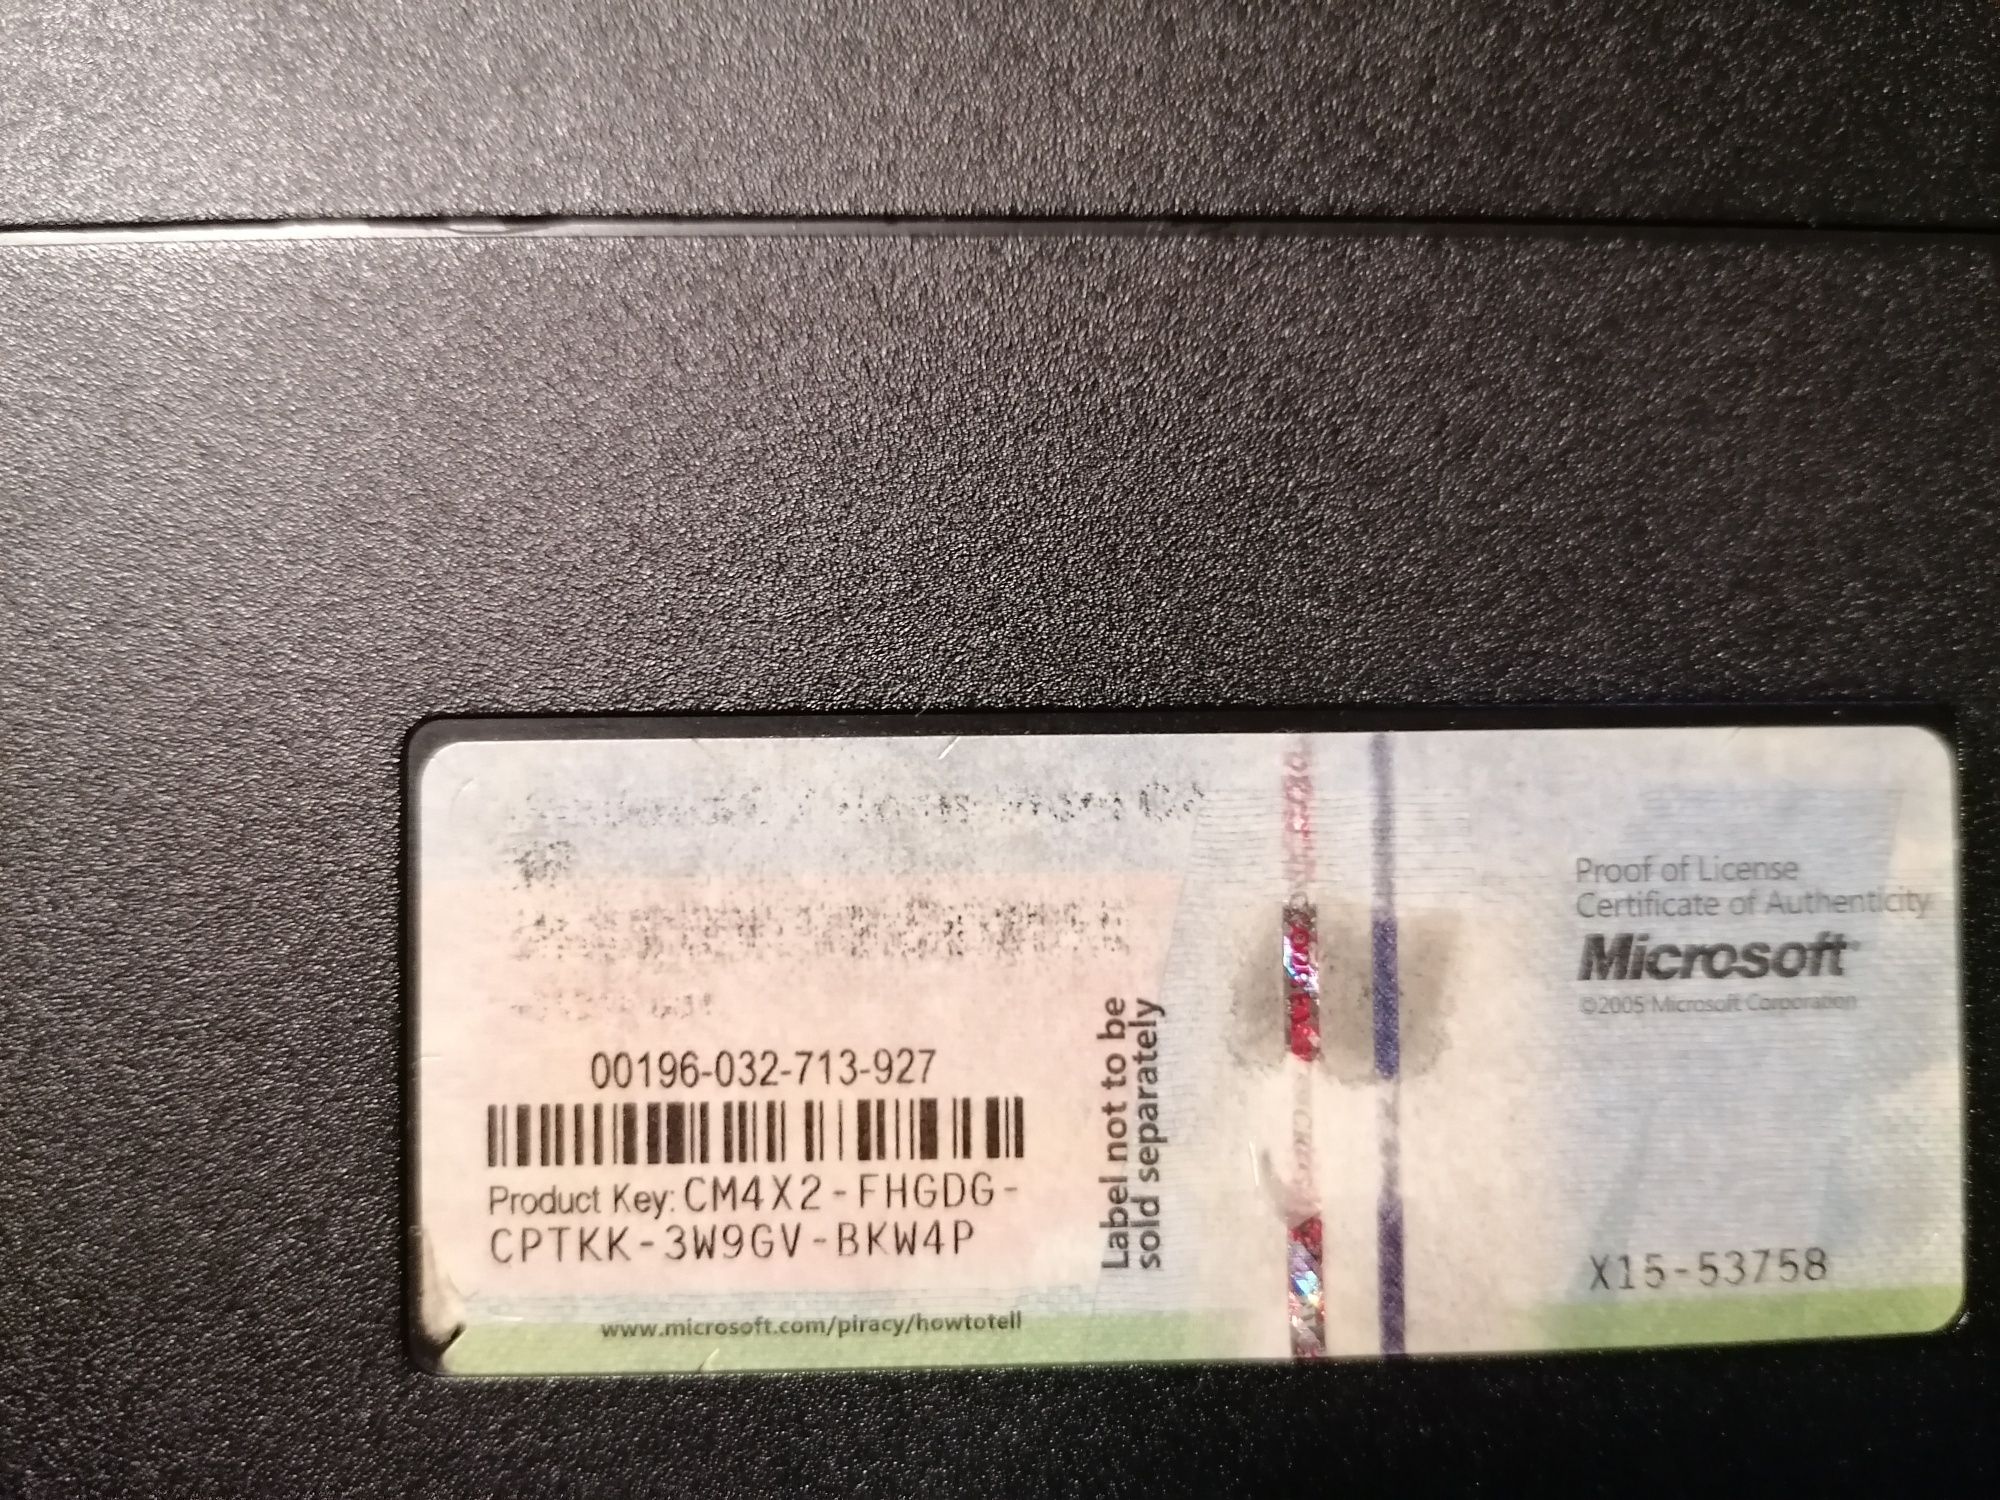 00196-032-713-927
Product Key: CM4X2-FHGDG-
CPTKK-3W9GV-BKW4P
www.microsoft.com/piracy/howtotell
Label not to be
sold separately
Proof of License
Certificate of Authenticity
Microsoft
©2005 Microsoft Corporation
X15-53758